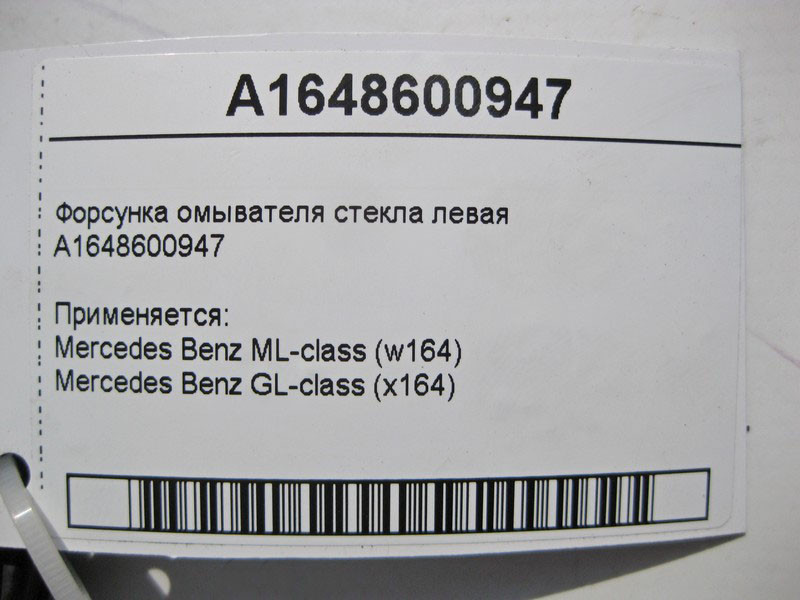 A1648600947
Форсунка омывателя стекла левая
A1648600947
Применяется:
Mercedes Benz ML-class (w164)
Mercedes Benz GL-class (x164)